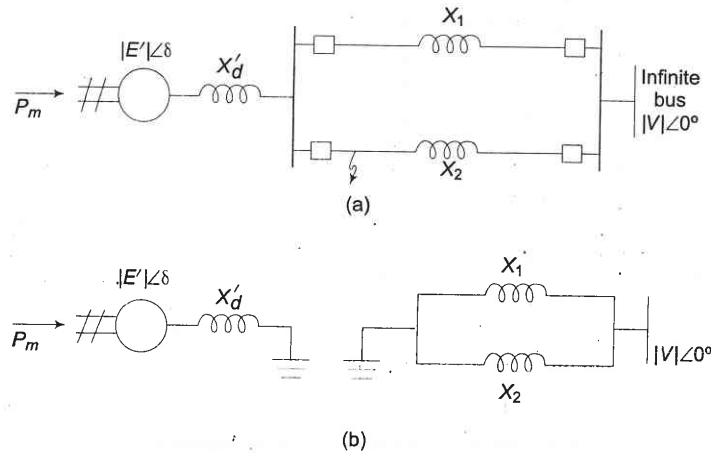 X₁
|E'|∠δ
X'd
Pm
Infinite
bus
|V|∠0°
X₂
(a)
|E'|∠δ
X₁
X'd
Pm
|V|∠0°
X₂
(b)